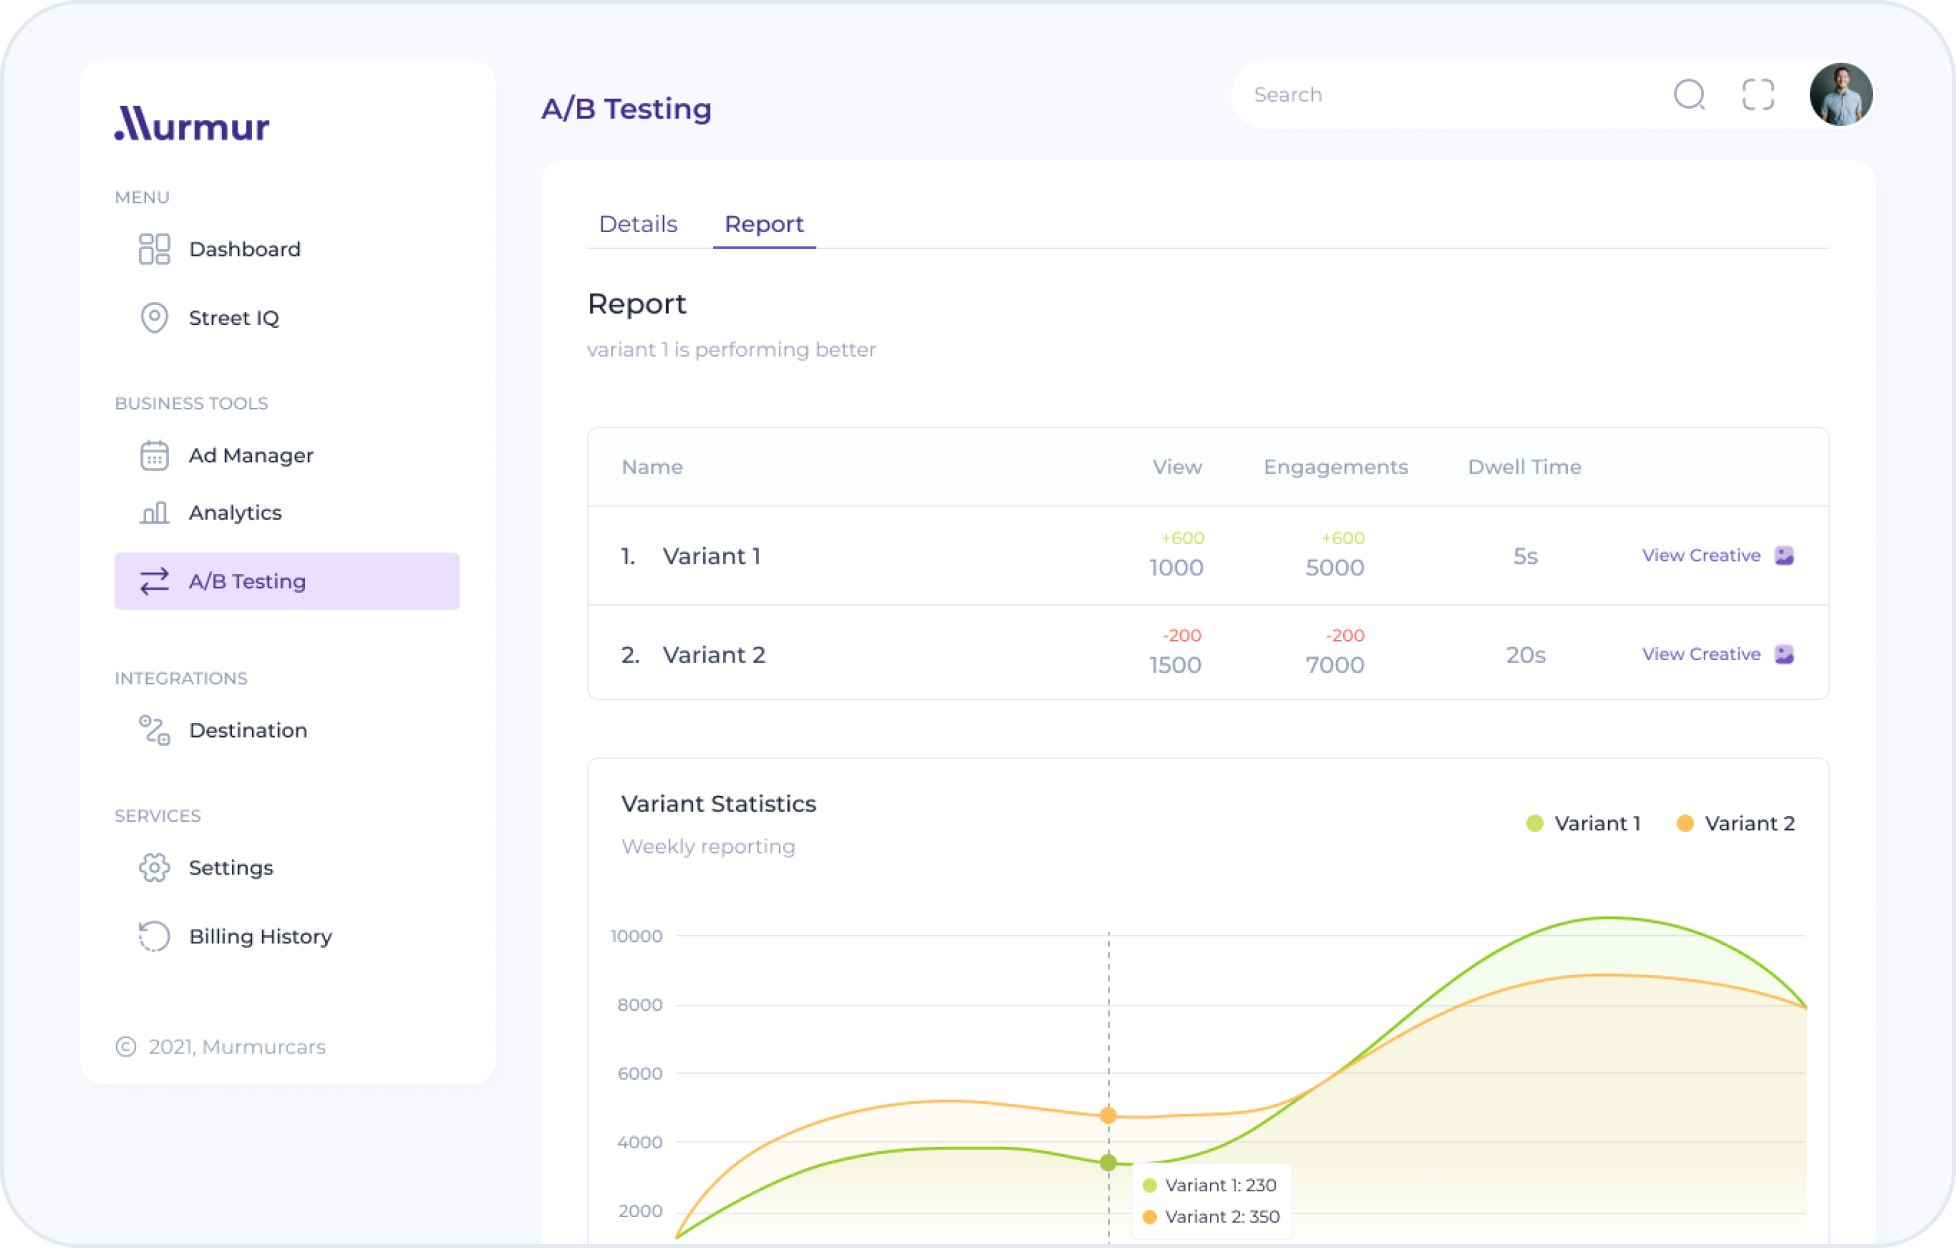 Murmur
MENU
Dashboard
Street IQ
BUSINESS TOOLS
Ad Manager
Analytics
A/B Testing
INTEGRATIONS
Destination
SERVICES
Settings
Billing History
© 2021, Murmurcars
A/B Testing
Search
Details Report
Report
variant 1 is performing better
Name View Engagements Dwell Time
+600 +600
1. Variant 1 1000 5000 5s View Creative
-200 -200
2. Variant 2 1500 7000 20s View Creative
Variant Statistics
Weekly reporting
Variant 1 Variant 2
10000
8000
6000
4000
2000
Variant 1: 230
Variant 2: 350